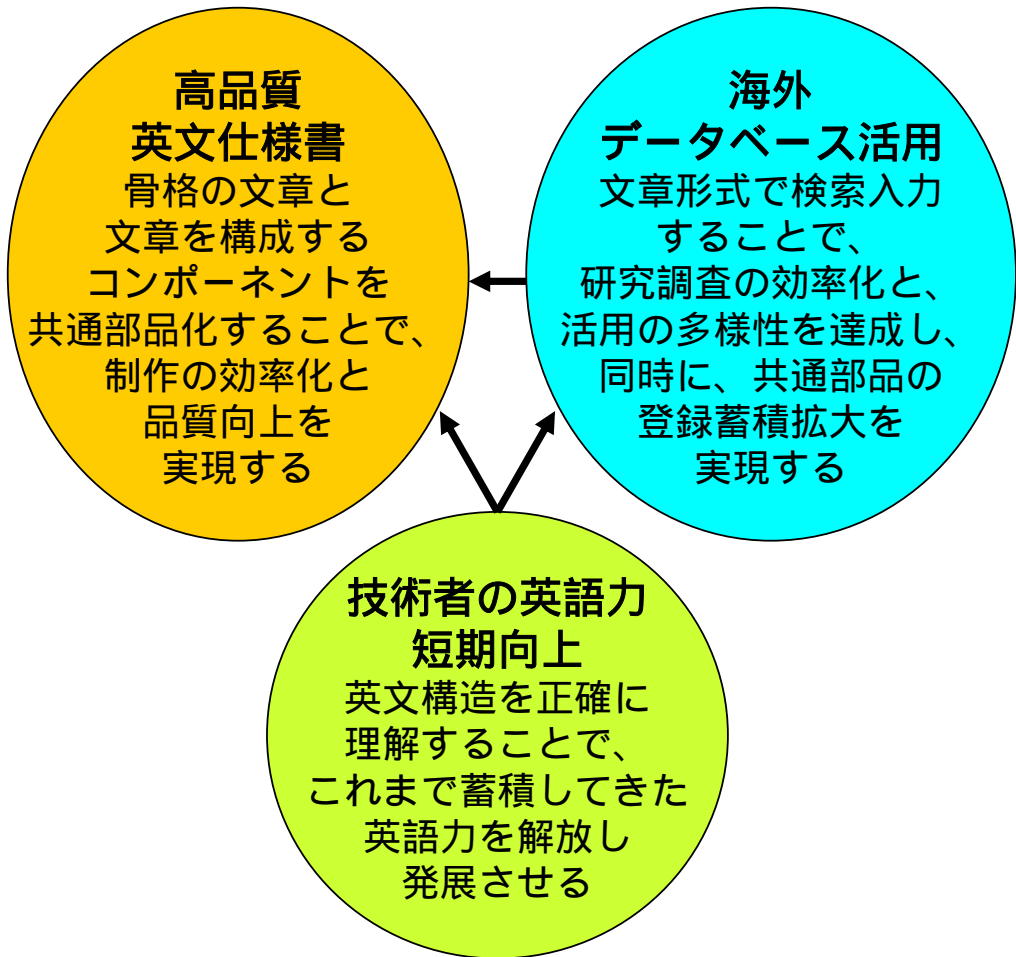 高品質
英文仕様書
骨格の文章と
文章を構成する
コンポーネントを
共通部品化することで、
制作の効率化と
品質向上を
実現する
海外
データベース活用
文章形式で検索入力
することで、
研究調査の効率化と、
活用の多様性を達成し、
同時に、共通部品の
登録蓄積拡大を
実現する
技術者の英語力
短期向上
英文構造を正確に
理解することで、
これまで蓄積してきた
英語力を解放し
発展させる